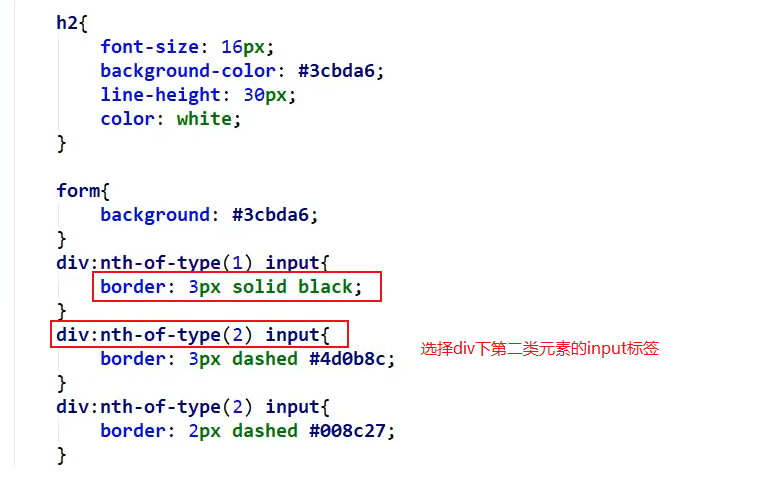 h2{
font-size: 16px;
background-color: #3cbda6;
line-height: 30px;
color: white;
}
form{
background: #3cbda6;
}
div:nth-of-type(1) input{
border: 3px solid black;
}
div:nth-of-type(2) input{
选择div下第二类元素的input标签
border: 3px dashed #4d0b8c;
}
div:nth-of-type(2) input{
border: 2px dashed #008c27;
}